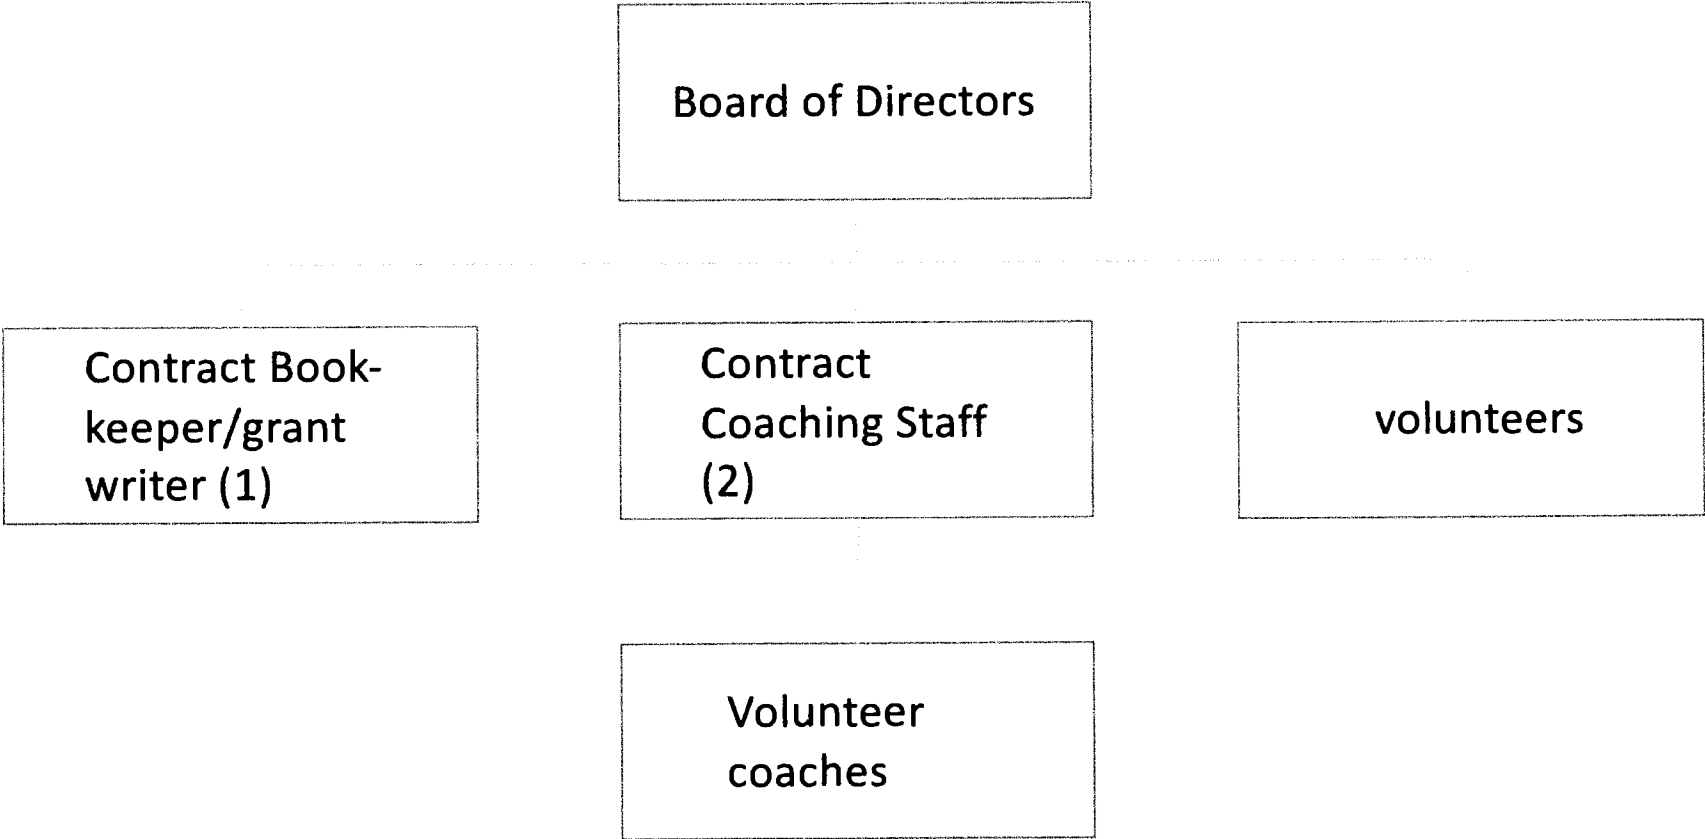 Board of Directors
Contract Book-
keeper/grant
writer (1)
Contract
Coaching Staff
(2)
volunteers
Volunteer
coaches